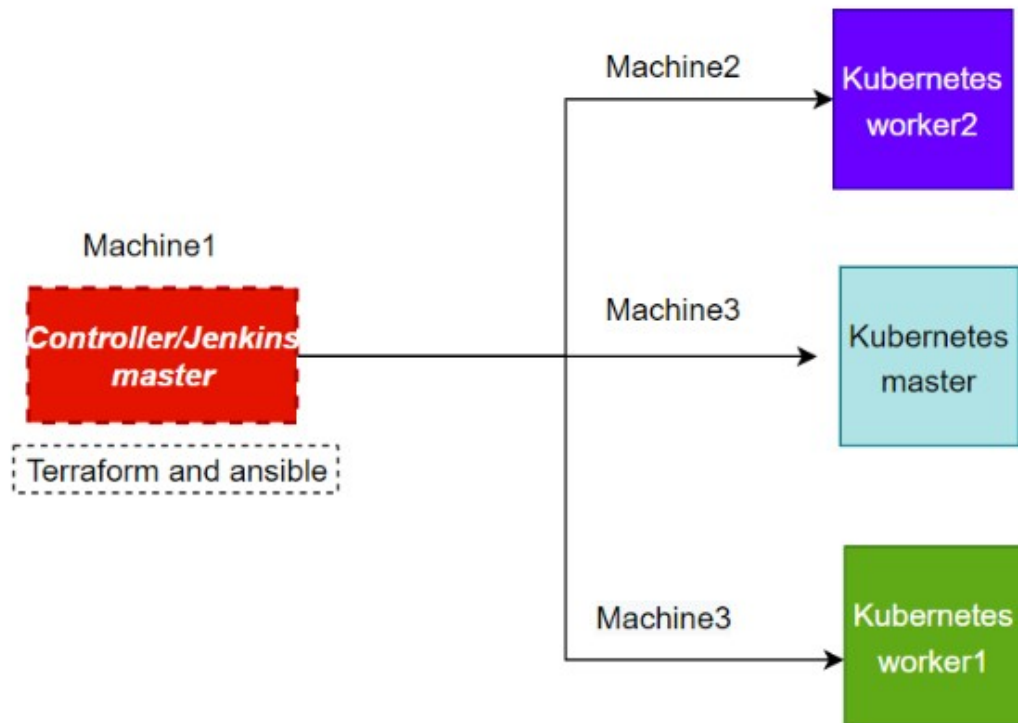 Machine1
Controller/Jenkins
master
Terraform and ansible
Machine2
Kubernetes
worker2
Machine3
Kubernetes
master
Machine3
Kubernetes
worker1